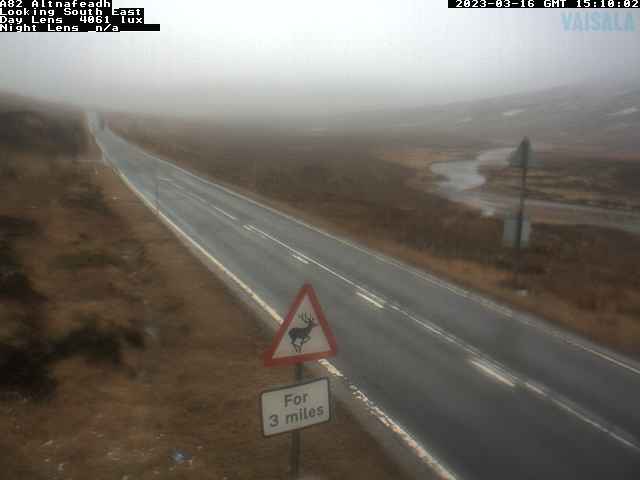 A82 Altnafeadh
Looking South East
Day Lens 4061 lux
Night Lens n/a
2023-03-16 GMT 15:10:02
VAISALA
For
3 miles